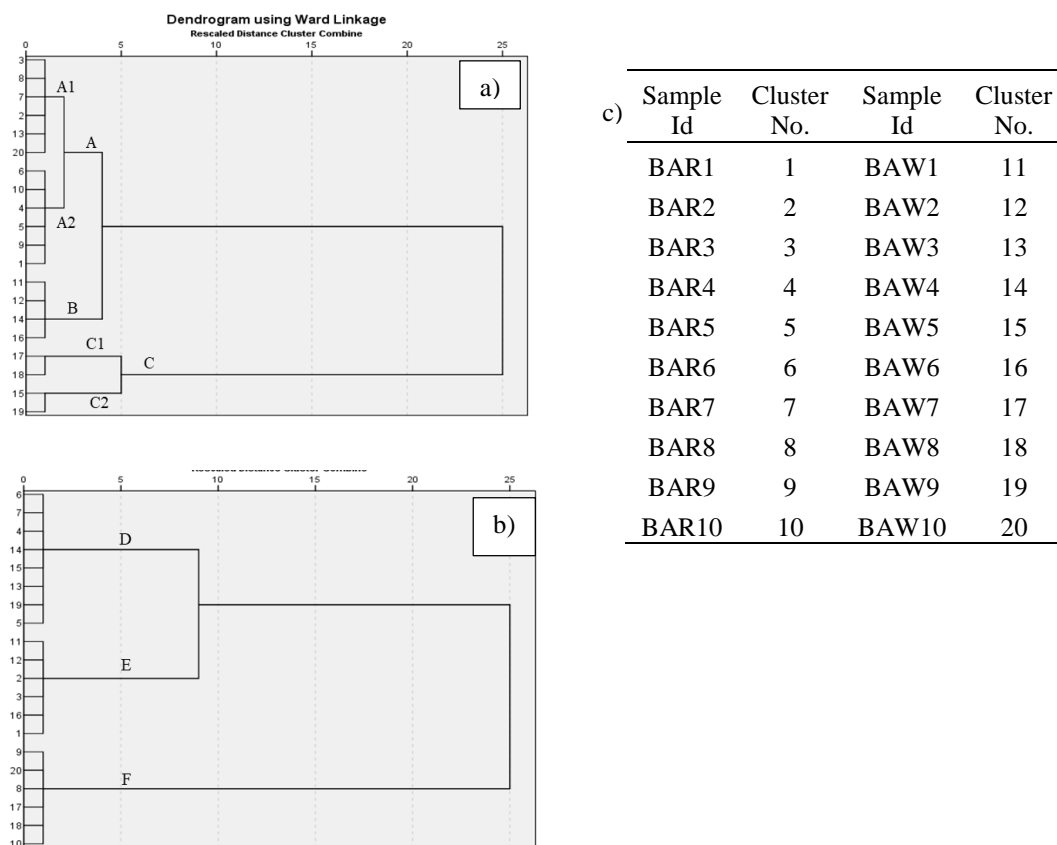 Dendrogram using Ward Linkage
Rescaled Distance Cluster Combine
0 5 10 15 20 25
a)
3
8
A1
7
2
13
A
20
6
10
4
A2
5
9
1
11
12
B
14
16
C1
17
18
C
15
C2
19
Rescaled Distance Cluster Combine
0 5 10 15 20 25
b)
6
7
4
D
14
15
13
19
5
11
12
E
2
3
16
1
9
20
F
8
17
18
10
c)
Sample Id Cluster No. Sample Id Cluster No.
BAR1 1 BAW1 11
BAR2 2 BAW2 12
BAR3 3 BAW3 13
BAR4 4 BAW4 14
BAR5 5 BAW5 15
BAR6 6 BAW6 16
BAR7 7 BAW7 17
BAR8 8 BAW8 18
BAR9 9 BAW9 19
BAR10 10 BAW10 20